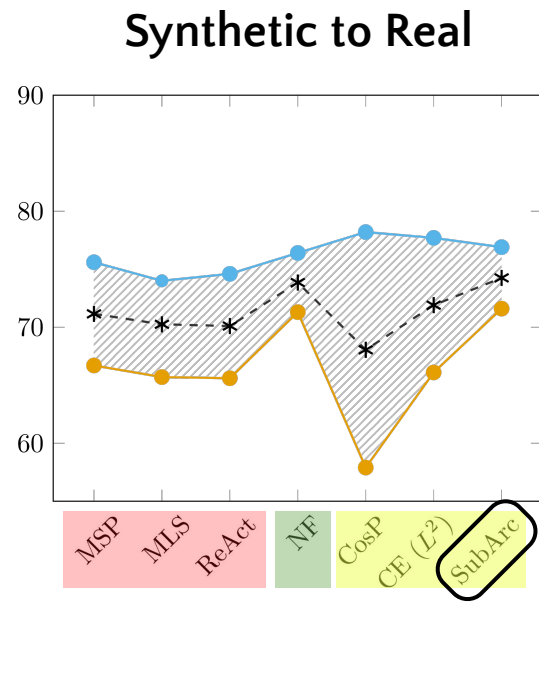 Synthetic to Real
90
80
70
60
MSP
MLS
ReAct
NF
CosP
CE (L²)
SubArc